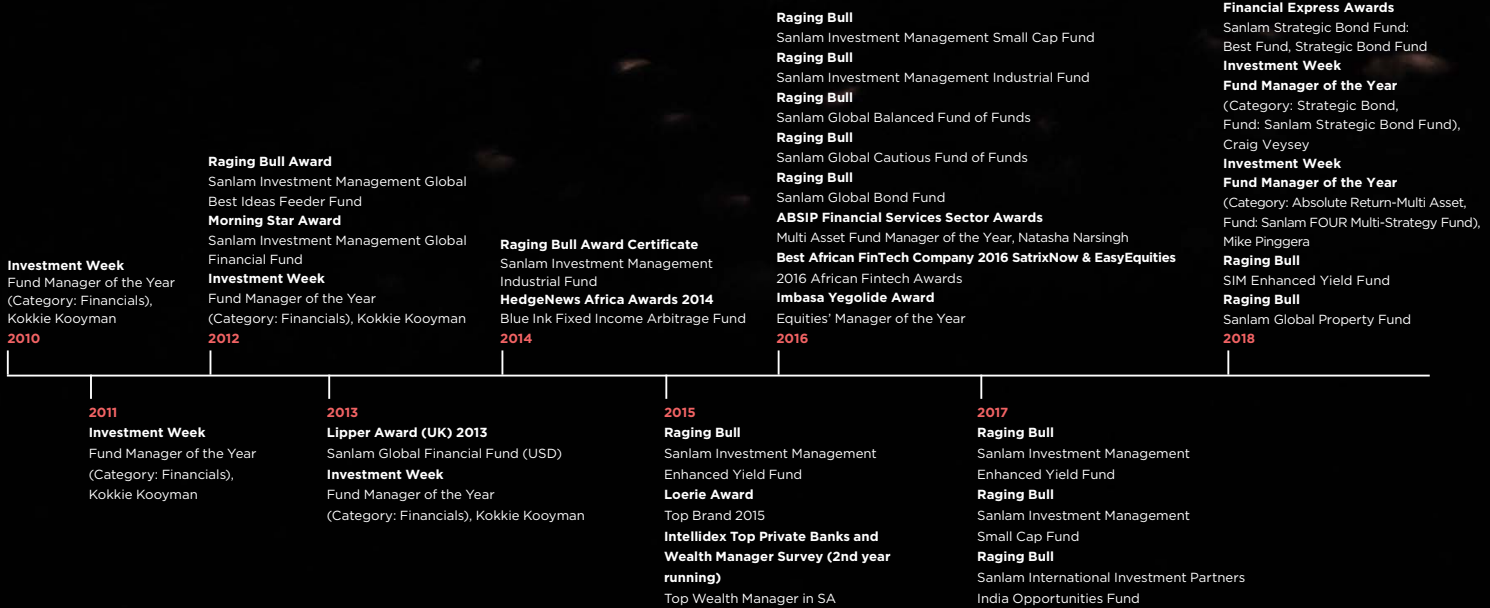 Investment Week
Fund Manager of the Year
(Category: Financials),
Kokkie Kooyman
2010
2011
Investment Week
Fund Manager of the Year
(Category: Financials),
Kokkie Kooyman
Raging Bull Award
Sanlam Investment Management Global
Best Ideas Feeder Fund
Morning Star Award
Sanlam Investment Management Global
Financial Fund
Investment Week
Fund Manager of the Year
(Category: Financials), Kokkie Kooyman
2012
2013
Lipper Award (UK) 2013
Sanlam Global Financial Fund (USD)
Investment Week
Fund Manager of the Year
(Category: Financials), Kokkie Kooyman
Raging Bull Award Certificate
Sanlam Investment Management
Industrial Fund
HedgeNews Africa Awards 2014
Blue Ink Fixed Income Arbitrage Fund
2014
2015
Raging Bull
Sanlam Investment Management
Enhanced Yield Fund
Loerie Award
Top Brand 2015
Intellidex Top Private Banks and
Wealth Manager Survey (2nd year
running)
Top Wealth Manager in SA
Raging Bull
Sanlam Investment Management Small Cap Fund
Raging Bull
Sanlam Investment Management Industrial Fund
Raging Bull
Sanlam Global Balanced Fund of Funds
Raging Bull
Sanlam Global Cautious Fund of Funds
Raging Bull
Sanlam Global Bond Fund
ABSIP Financial Services Sector Awards
Multi Asset Fund Manager of the Year, Natasha Narsingh
Best African FinTech Company 2016 SatrixNow & EasyEquities
2016 African Fintech Awards
Imbasa Yegolide Award
Equities' Manager of the Year
2016
2017
Raging Bull
Sanlam Investment Management
Enhanced Yield Fund
Raging Bull
Sanlam Investment Management
Small Cap Fund
Raging Bull
Sanlam International Investment Partners
India Opportunities Fund
Financial Express Awards
Sanlam Strategic Bond Fund:
Best Fund, Strategic Bond Fund
Investment Week
Fund Manager of the Year
(Category: Strategic Bond,
Fund: Sanlam Strategic Bond Fund),
Craig Veysey
Investment Week
Fund Manager of the Year
(Category: Absolute Return-Multi Asset,
Fund: Sanlam FOUR Multi-Strategy Fund),
Mike Pinggera
Raging Bull
SIM Enhanced Yield Fund
Raging Bull
Sanlam Global Property Fund
2018